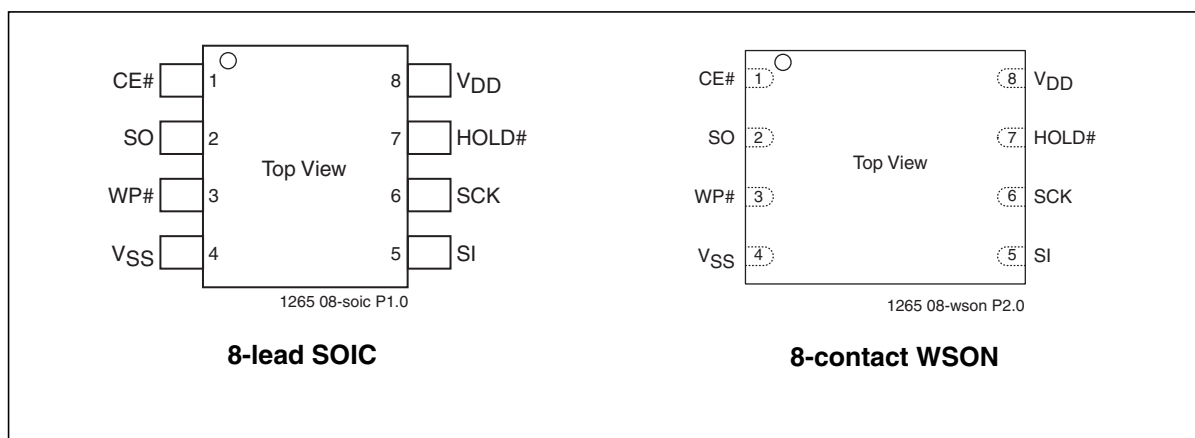 CE# 1 8 VDD
SO 2 7 HOLD#
Top View
WP# 3 6 SCK
VSS 4 5 SI
1265 08-soic P1.0
8-lead SOIC
CE# 1 8 VDD
SO 2 7 HOLD#
Top View
WP# 3 6 SCK
VSS 4 5 SI
1265 08-wson P2.0
8-contact WSON